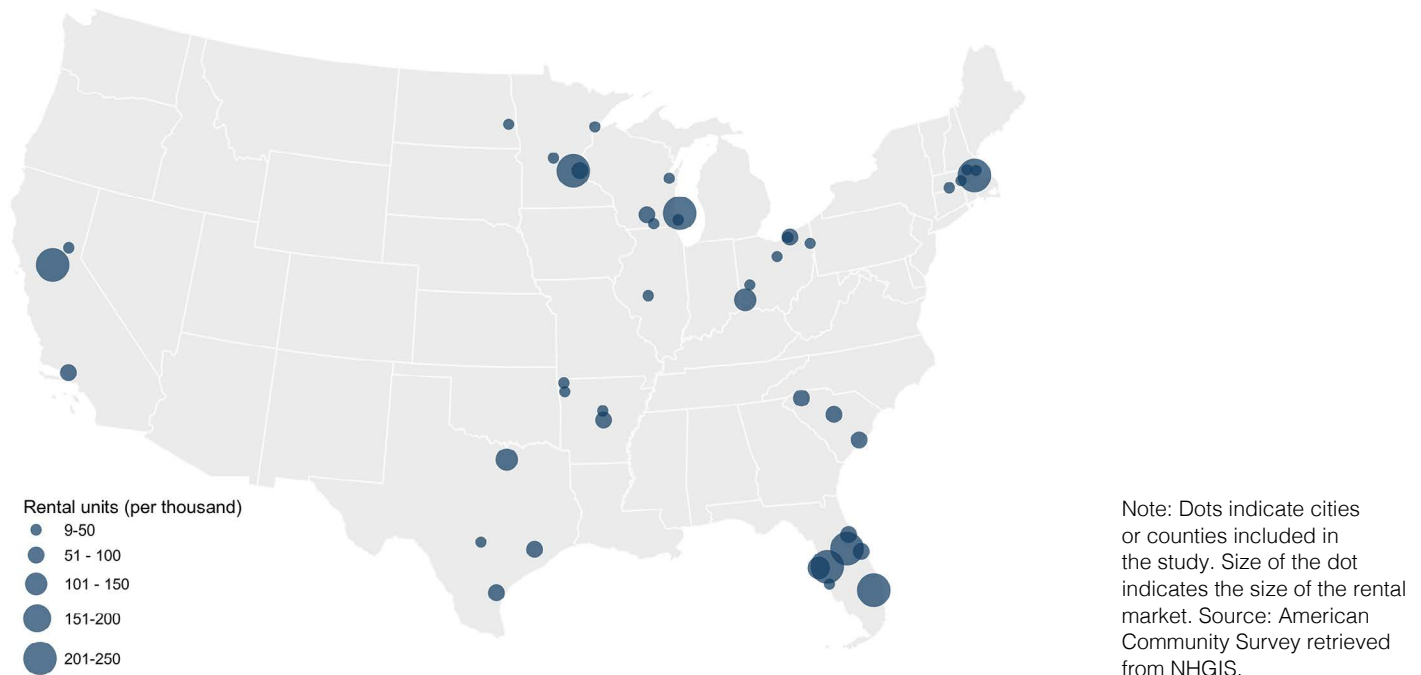 Rental units (per thousand)
9-50
51 - 100
101 - 150
151-200
201-250
Note: Dots indicate cities
or counties included in
the study. Size of the dot
indicates the size of the rental
market. Source: American
Community Survey retrieved
from NHGIS.